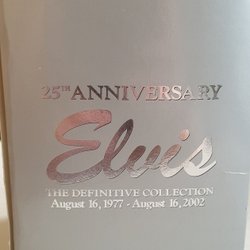 25TH ANNIVERSARY
Elvis
THE DEFINITIVE COLLECTION
August 16, 1977 - August 16, 2002